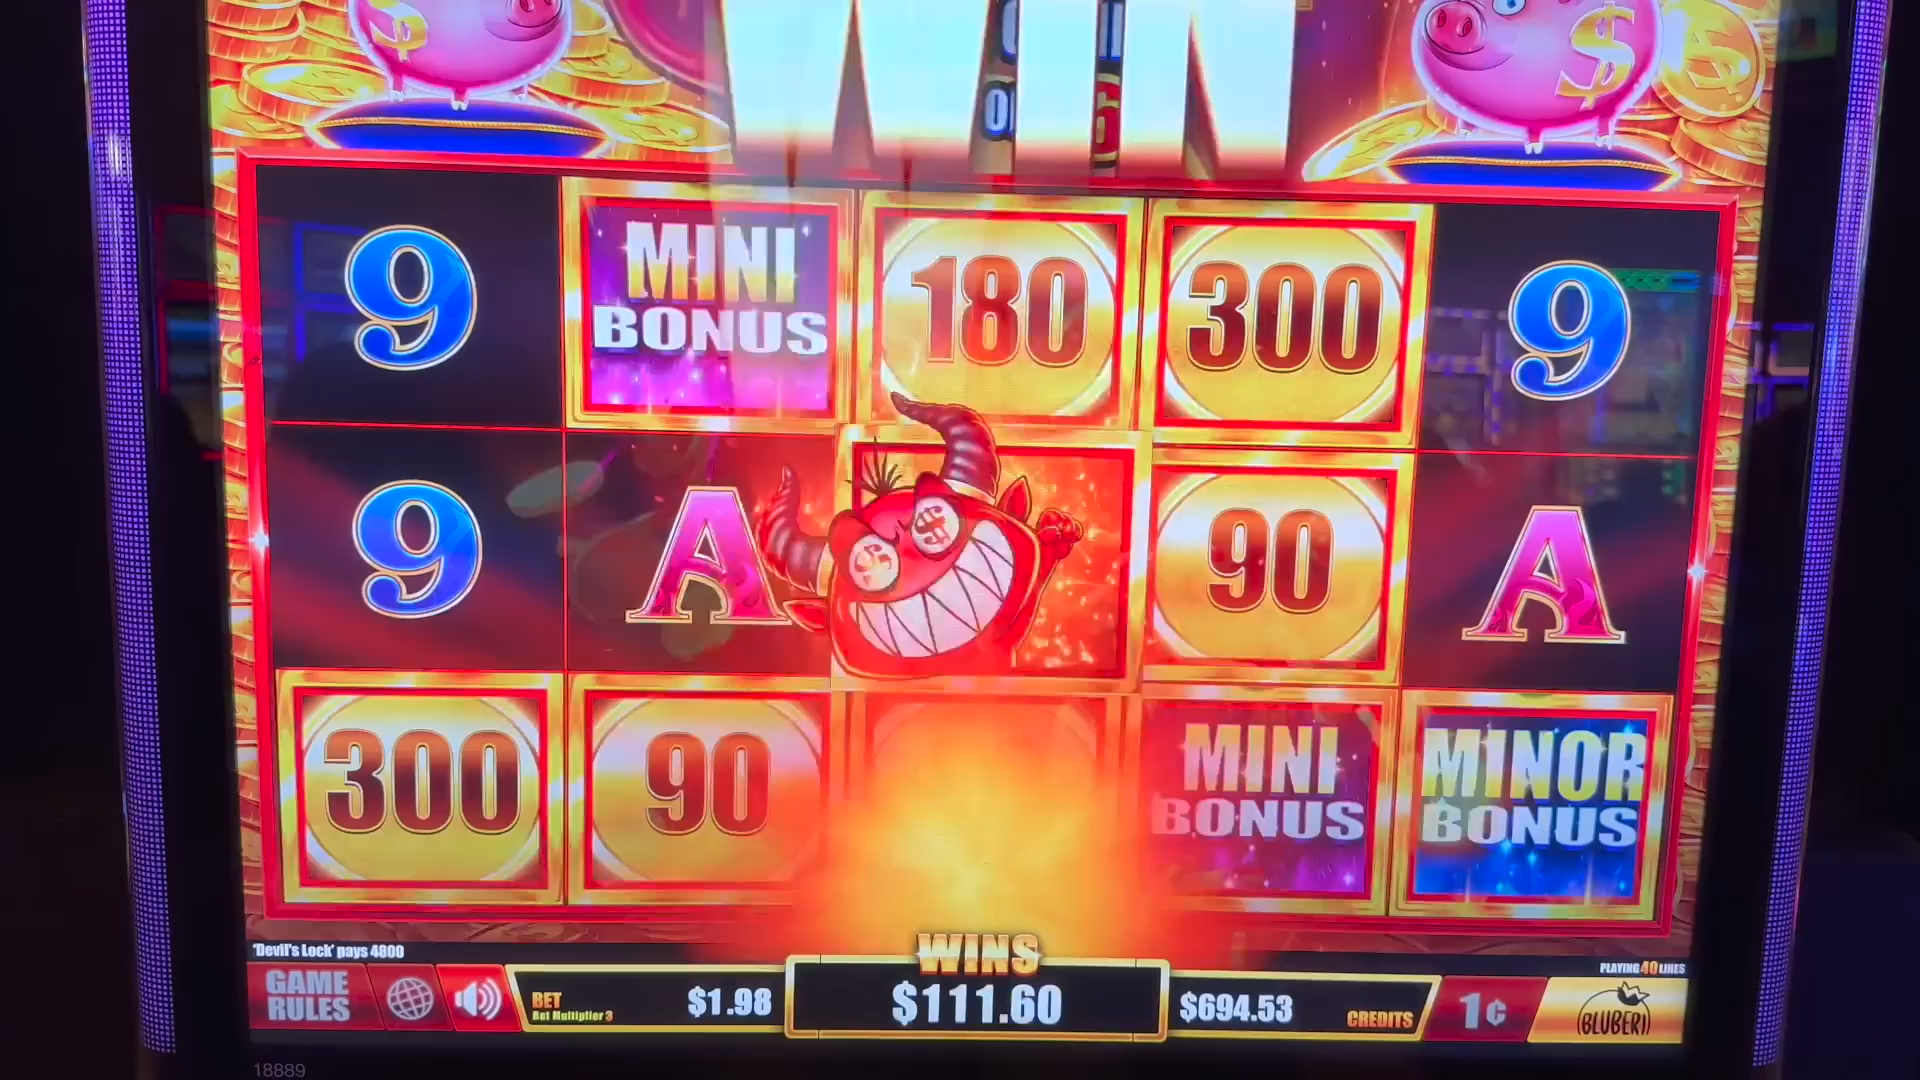 WIN
9
MINI
BONUS
180
300
9
9
A
90
A
300
90
MINI
BONUS
MINOR
BONUS
'Devil's Lock' pays 4800
PLAYING 40 LINES
GAME
RULES
BET
Bet Multiplier 3
$1.98
WINS
$111.60
$694.53
CREDITS
1¢
BLUBERI
18889